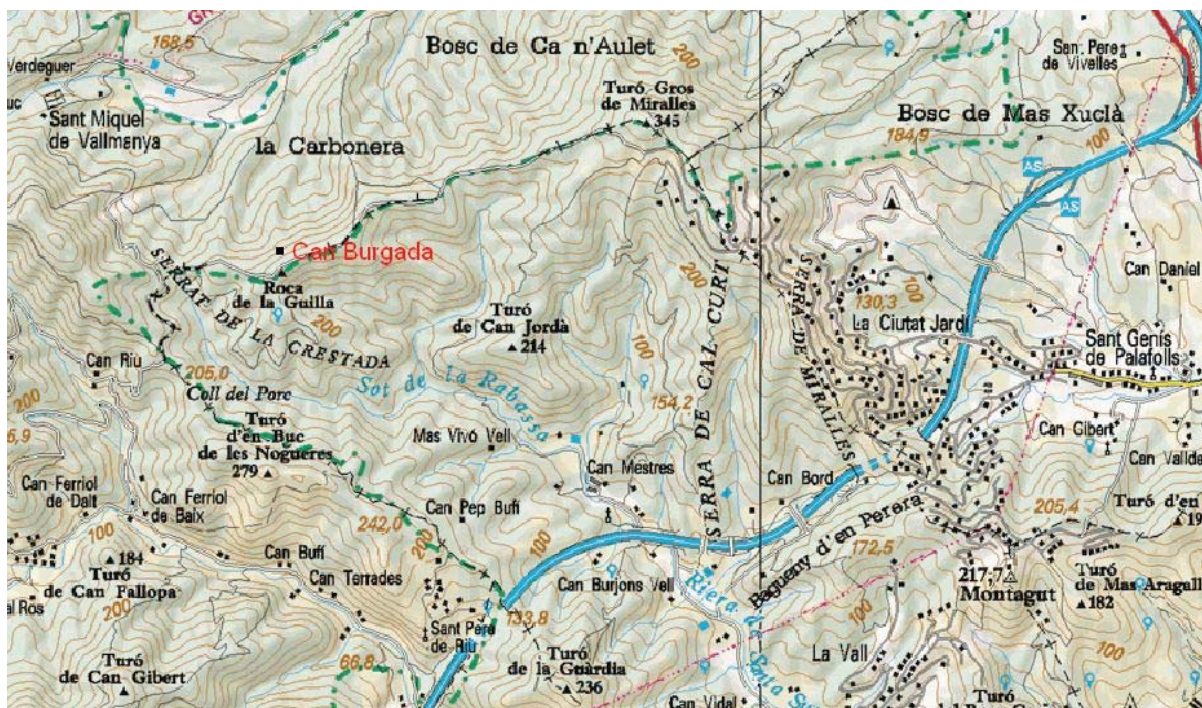 GR
168,5
Verdeguer
Sant Miquel
de Vallmanya
la Carbonera
Bosc de Ca n'Aulet
200
Turó Gros
de Miralles
345
Sant Pere
de Vivelles
Bosc de Mas Xuclà
184,9
100
AS
AS
Can Burgada
SERRAT DE LA CRESTADA
Roca
de la Guilla
200
Turó
de Can Jordà
214
100
200
SERRA DE CAL CURT
SERRA DE MIRALLES
130,3
100
La Ciutat Jardí
Can Daniel
Sant Genís
de Palafolls
Can Riu
205,0
Coll del Porc
200
Sot de la Rabassa
154,2
Turó
d'en Buc
de les Nogueres
279
Mas Vivó Vell
Can Mestres
Can Bord
Can Gibert
Can Ferriol
de Dalt
Can Ferriol
de Baix
100
242,0
200
Can Pep Bufí
100
Bagueny d'en Perera
205,4
Turó d'en
184
Turó
de Can Fallopa
200
Can Bufí
Can Terrades
Can Burjons Vell
172,5
217,7
Montagut
Turó
de Mas Aragall
182
133,8
Sant Pere
de Riu
Riera de Santa
100
100
Turó
de Can Gibert
66,8
Turó
de la Guàrdia
236
Can Vidal
La Vall
Turó